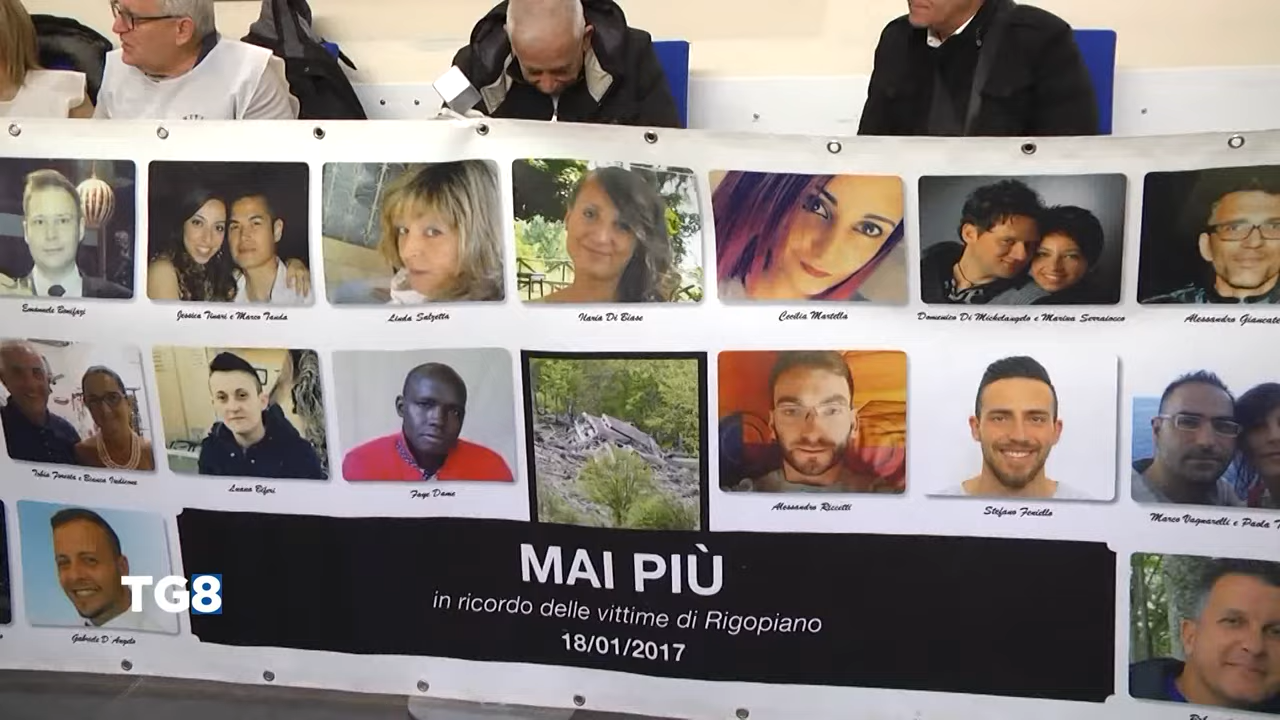 Emanuele Bonifazi
Jessica Tinari e Marco Tanda
Linda Salzetta
Ilaria Di Biase
Cecilia Martella
Domenico Di Michelangelo e Marina Serraiocco
Alessandro Giancate
Tobia Foresta e Bianca Iudicone
Luana Biferi
Faye Dame
Alessandro Riccetti
Stefano Feniello
Marco Vagnarelli e Paola T
Gabriele D'Angelo
TG8
MAI PIÙ
in ricordo delle vittime di Rigopiano
18/01/2017